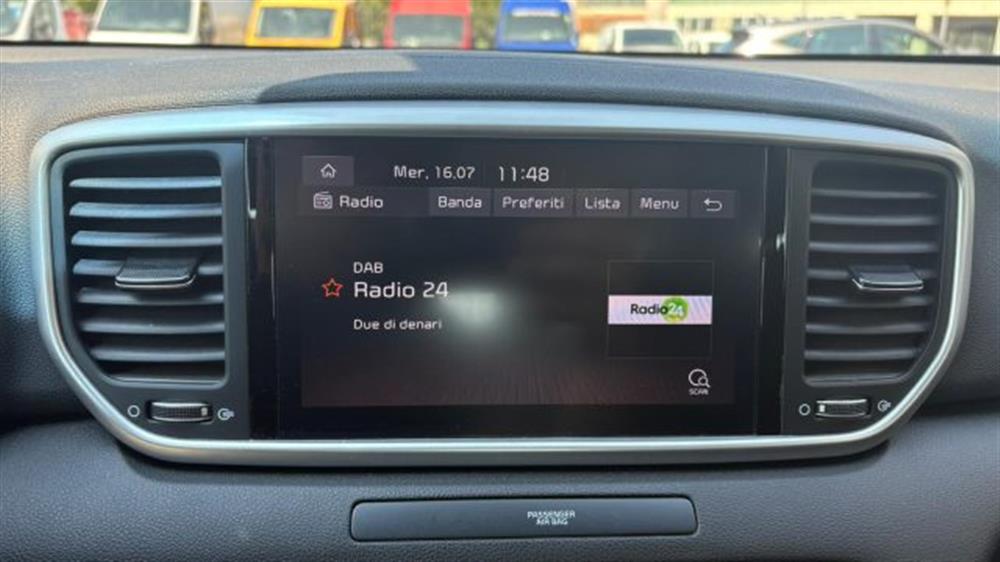 Mer, 16.07 11:48
Radio Banda Preferiti Lista Menu
DAB
Radio 24
Due di denari
Radio24
SCAN
PASSENGER
AIR BAG